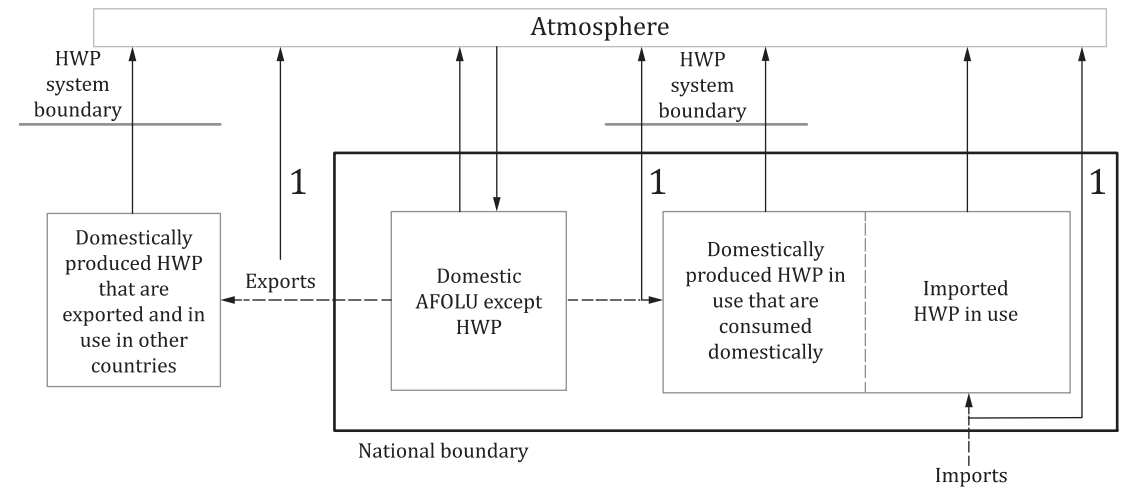 Atmosphere
HWP
system
boundary
HWP
system
boundary
1
1
1
Domestically
produced HWP
that are
exported and in
use in other
countries
Exports
Domestic
AFOLU except
HWP
Domestically
produced HWP in
use that are
consumed
domestically
Imported
HWP in use
National boundary
Imports